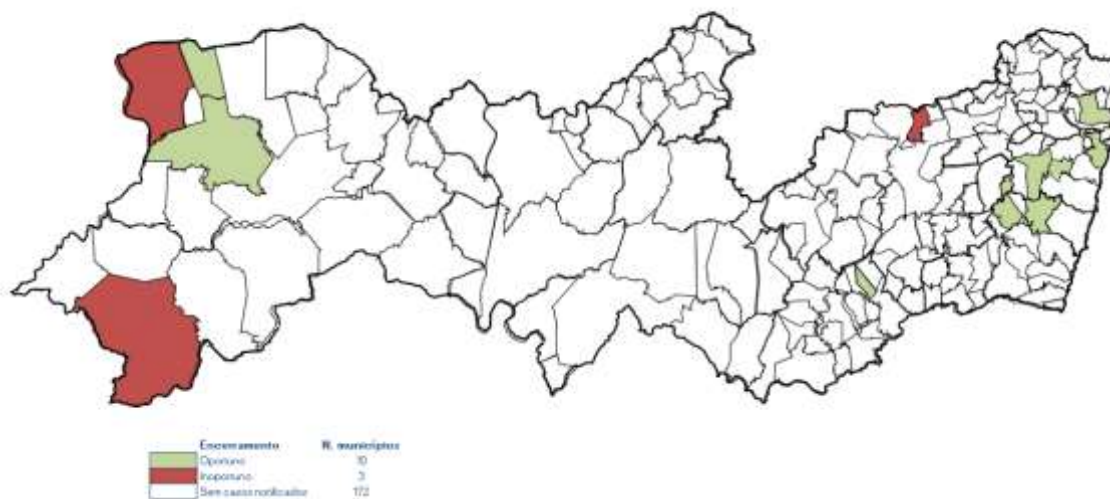 Encerramento N. municípios
Oportuno 10
Inoportuno 3
Sem casos notificados 172